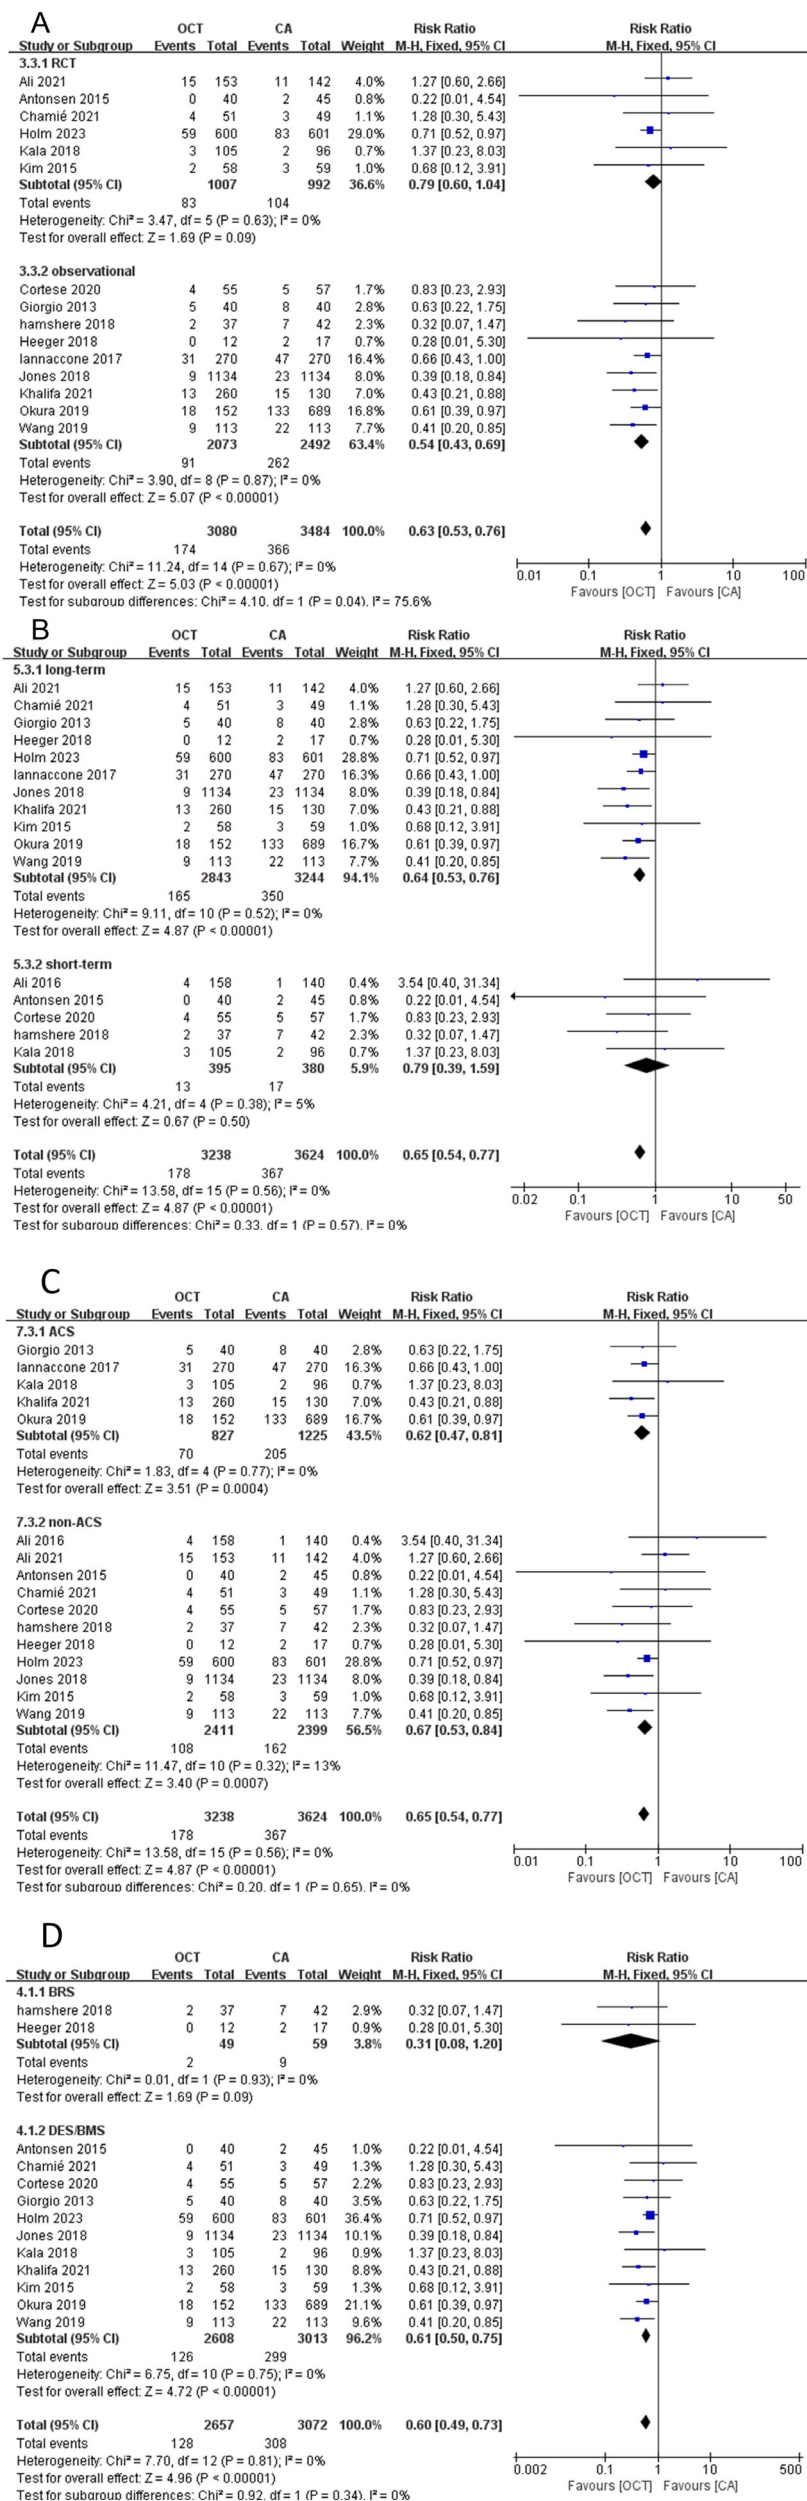 A
OCT CA Risk Ratio Risk Ratio
Study or Subgroup Events Total Events Total Weight M-H, Fixed, 95% CI M-H, Fixed, 95% CI
3.3.1 RCT
Ali 2021 15 153 11 142 4.0% 1.27 [0.60, 2.66]
Antonsen 2015 0 40 2 45 0.8% 0.22 [0.01, 4.54]
Chamié 2021 4 51 3 49 1.1% 1.28 [0.30, 5.43]
Holm 2023 59 600 83 601 29.0% 0.71 [0.52, 0.97]
Kala 2018 3 105 2 96 0.7% 1.37 [0.23, 8.03]
Kim 2015 2 58 3 59 1.0% 0.68 [0.12, 3.91]
Subtotal (95% CI) 1007 992 36.6% 0.79 [0.60, 1.04]
Total events 83 104
Heterogeneity: Chi² = 3.47, df = 5 (P = 0.63); I² = 0%
Test for overall effect: Z = 1.69 (P = 0.09)
3.3.2 observational
Cortese 2020 4 55 5 57 1.7% 0.83 [0.23, 2.93]
Giorgio 2013 5 40 8 40 2.8% 0.63 [0.22, 1.75]
hamshere 2018 2 37 7 42 2.3% 0.32 [0.07, 1.47]
Heeger 2018 0 12 2 17 0.7% 0.28 [0.01, 5.30]
Iannaccone 2017 31 270 47 270 16.4% 0.66 [0.43, 1.00]
Jones 2018 9 1134 23 1134 8.0% 0.39 [0.18, 0.84]
Khalifa 2021 13 260 15 130 7.0% 0.43 [0.21, 0.88]
Okura 2019 18 152 133 689 16.8% 0.61 [0.39, 0.97]
Wang 2019 9 113 22 113 7.7% 0.41 [0.20, 0.85]
Subtotal (95% CI) 2073 2492 63.4% 0.54 [0.43, 0.69]
Total events 91 262
Heterogeneity: Chi² = 3.90, df = 8 (P = 0.87); I² = 0%
Test for overall effect: Z = 5.07 (P < 0.00001)
Total (95% CI) 3080 3484 100.0% 0.63 [0.53, 0.76]
Total events 174 366
Heterogeneity: Chi² = 11.24, df = 14 (P = 0.67); I² = 0%
Test for overall effect: Z = 5.03 (P < 0.00001)
Test for subgroup differences: Chi² = 4.10, df = 1 (P = 0.04), I² = 75.6%
0.01 0.1 1 10 100
Favours [OCT] Favours [CA]
B
OCT CA Risk Ratio Risk Ratio
Study or Subgroup Events Total Events Total Weight M-H, Fixed, 95% CI M-H, Fixed, 95% CI
5.3.1 long-term
Ali 2021 15 153 11 142 4.0% 1.27 [0.60, 2.66]
Chamié 2021 4 51 3 49 1.1% 1.28 [0.30, 5.43]
Giorgio 2013 5 40 8 40 2.8% 0.63 [0.22, 1.75]
Heeger 2018 0 12 2 17 0.7% 0.28 [0.01, 5.30]
Holm 2023 59 600 83 601 28.8% 0.71 [0.52, 0.97]
Iannaccone 2017 31 270 47 270 16.3% 0.66 [0.43, 1.00]
Jones 2018 9 1134 23 1134 8.0% 0.39 [0.18, 0.84]
Khalifa 2021 13 260 15 130 7.0% 0.43 [0.21, 0.88]
Kim 2015 2 58 3 59 1.0% 0.68 [0.12, 3.91]
Okura 2019 18 152 133 689 16.7% 0.61 [0.39, 0.97]
Wang 2019 9 113 22 113 7.7% 0.41 [0.20, 0.85]
Subtotal (95% CI) 2843 3244 94.1% 0.64 [0.53, 0.76]
Total events 165 350
Heterogeneity: Chi² = 9.11, df = 10 (P = 0.52); I² = 0%
Test for overall effect: Z = 4.87 (P < 0.00001)
5.3.2 short-term
Ali 2016 4 158 1 140 0.4% 3.54 [0.40, 31.34]
Antonsen 2015 0 40 2 45 0.8% 0.22 [0.01, 4.54]
Cortese 2020 4 55 5 57 1.7% 0.83 [0.23, 2.93]
hamshere 2018 2 37 7 42 2.3% 0.32 [0.07, 1.47]
Kala 2018 3 105 2 96 0.7% 1.37 [0.23, 8.03]
Subtotal (95% CI) 395 380 5.9% 0.79 [0.39, 1.59]
Total events 13 17
Heterogeneity: Chi² = 4.21, df = 4 (P = 0.38); I² = 5%
Test for overall effect: Z = 0.67 (P = 0.50)
Total (95% CI) 3238 3624 100.0% 0.65 [0.54, 0.77]
Total events 178 367
Heterogeneity: Chi² = 13.58, df = 15 (P = 0.56); I² = 0%
Test for overall effect: Z = 4.87 (P < 0.00001)
Test for subgroup differences: Chi² = 0.33, df = 1 (P = 0.57), I² = 0%
0.02 0.1 1 10 50
Favours [OCT] Favours [CA]
C
OCT CA Risk Ratio Risk Ratio
Study or Subgroup Events Total Events Total Weight M-H, Fixed, 95% CI M-H, Fixed, 95% CI
7.3.1 ACS
Giorgio 2013 5 40 8 40 2.8% 0.63 [0.22, 1.75]
Iannaccone 2017 31 270 47 270 16.3% 0.66 [0.43, 1.00]
Kala 2018 3 105 2 96 0.7% 1.37 [0.23, 8.03]
Khalifa 2021 13 260 15 130 7.0% 0.43 [0.21, 0.88]
Okura 2019 18 152 133 689 16.7% 0.61 [0.39, 0.97]
Subtotal (95% CI) 827 1225 43.5% 0.62 [0.47, 0.81]
Total events 70 205
Heterogeneity: Chi² = 1.83, df = 4 (P = 0.77); I² = 0%
Test for overall effect: Z = 3.51 (P = 0.0004)
7.3.2 non-ACS
Ali 2016 4 158 1 140 0.4% 3.54 [0.40, 31.34]
Ali 2021 15 153 11 142 4.0% 1.27 [0.60, 2.66]
Antonsen 2015 0 40 2 45 0.8% 0.22 [0.01, 4.54]
Chamié 2021 4 51 3 49 1.1% 1.28 [0.30, 5.43]
Cortese 2020 4 55 5 57 1.7% 0.83 [0.23, 2.93]
hamshere 2018 2 37 7 42 2.3% 0.32 [0.07, 1.47]
Heeger 2018 0 12 2 17 0.7% 0.28 [0.01, 5.30]
Holm 2023 59 600 83 601 28.8% 0.71 [0.52, 0.97]
Jones 2018 9 1134 23 1134 8.0% 0.39 [0.18, 0.84]
Kim 2015 2 58 3 59 1.0% 0.68 [0.12, 3.91]
Wang 2019 9 113 22 113 7.7% 0.41 [0.20, 0.85]
Subtotal (95% CI) 2411 2399 56.5% 0.67 [0.53, 0.84]
Total events 108 162
Heterogeneity: Chi² = 11.47, df = 10 (P = 0.32); I² = 13%
Test for overall effect: Z = 3.40 (P = 0.0007)
Total (95% CI) 3238 3624 100.0% 0.65 [0.54, 0.77]
Total events 178 367
Heterogeneity: Chi² = 13.58, df = 15 (P = 0.56); I² = 0%
Test for overall effect: Z = 4.87 (P < 0.00001)
Test for subgroup differences: Chi² = 0.20, df = 1 (P = 0.65), I² = 0%
0.01 0.1 1 10 100
Favours [OCT] Favours [CA]
D
OCT CA Risk Ratio Risk Ratio
Study or Subgroup Events Total Events Total Weight M-H, Fixed, 95% CI M-H, Fixed, 95% CI
4.1.1 BRS
hamshere 2018 2 37 7 42 2.9% 0.32 [0.07, 1.47]
Heeger 2018 0 12 2 17 0.9% 0.28 [0.01, 5.30]
Subtotal (95% CI) 49 59 3.8% 0.31 [0.08, 1.20]
Total events 2 9
Heterogeneity: Chi² = 0.01, df = 1 (P = 0.93); I² = 0%
Test for overall effect: Z = 1.69 (P = 0.09)
4.1.2 DES/BMS
Antonsen 2015 0 40 2 45 1.0% 0.22 [0.01, 4.54]
Chamié 2021 4 51 3 49 1.3% 1.28 [0.30, 5.43]
Cortese 2020 4 55 5 57 2.2% 0.83 [0.23, 2.93]
Giorgio 2013 5 40 8 40 3.5% 0.63 [0.22, 1.75]
Holm 2023 59 600 83 601 36.4% 0.71 [0.52, 0.97]
Jones 2018 9 1134 23 1134 10.1% 0.39 [0.18, 0.84]
Kala 2018 3 105 2 96 0.9% 1.37 [0.23, 8.03]
Khalifa 2021 13 260 15 130 8.8% 0.43 [0.21, 0.88]
Kim 2015 2 58 3 59 1.3% 0.68 [0.12, 3.91]
Okura 2019 18 152 133 689 21.1% 0.61 [0.39, 0.97]
Wang 2019 9 113 22 113 9.6% 0.41 [0.20, 0.85]
Subtotal (95% CI) 2608 3013 96.2% 0.61 [0.50, 0.75]
Total events 126 299
Heterogeneity: Chi² = 6.75, df = 10 (P = 0.75); I² = 0%
Test for overall effect: Z = 4.72 (P < 0.00001)
Total (95% CI) 2657 3072 100.0% 0.60 [0.49, 0.73]
Total events 128 308
Heterogeneity: Chi² = 7.70, df = 12 (P = 0.81); I² = 0%
Test for overall effect: Z = 4.96 (P < 0.00001)
Test for subgroup differences: Chi² = 0.92, df = 1 (P = 0.34), I² = 0%
0.002 0.1 1 10 500
Favours [OCT] Favours [CA]